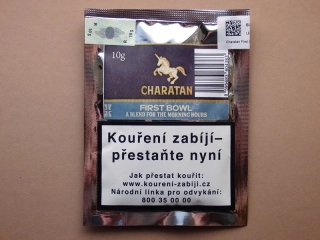 10g
CHARATAN
FIRST BOWL
A BLEND FOR THE MORNING HOURS
Kouření zabíjí–
přestaňte nyní
Jak přestat kouřit:
www.koureni-zabiji.cz
Národní linka pro odvykání:
800 35 00 00